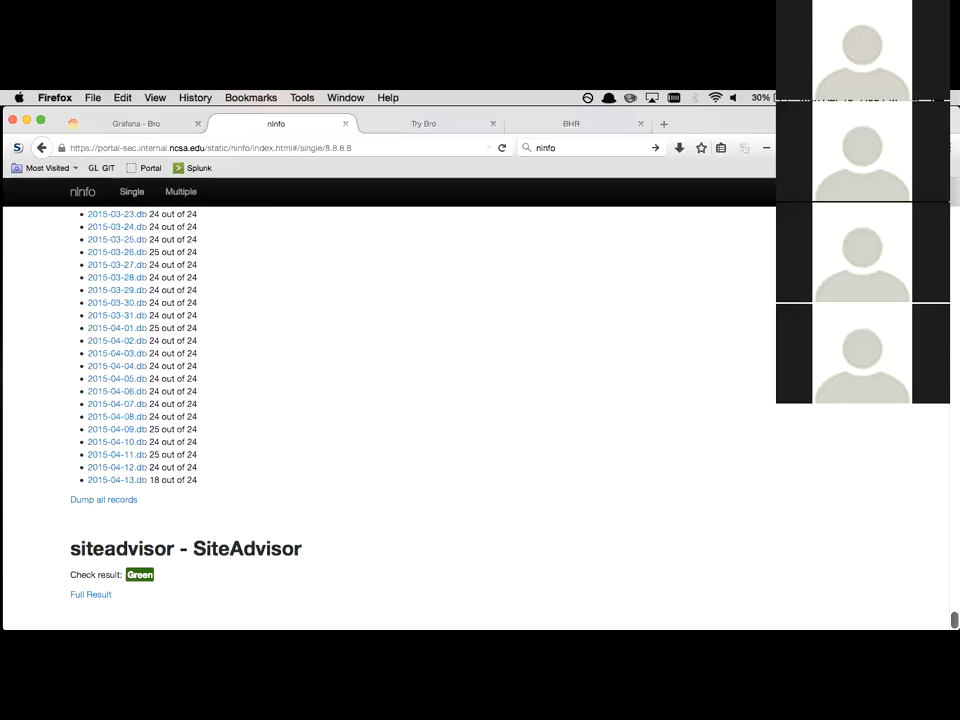 Firefox File Edit View History Bookmarks Tools Window Help 30%
Grafana - Bro ninfo Try Bro BHR
https://portal-sec.internal.ncsa.edu/static/ninfo/index.html#/single/8.8.8.8 ninfo
Most Visited GL GIT Portal Splunk
ninfo Single Multiple
2015-03-23.db 24 out of 24
2015-03-24.db 24 out of 24
2015-03-25.db 24 out of 24
2015-03-26.db 25 out of 24
2015-03-27.db 24 out of 24
2015-03-28.db 24 out of 24
2015-03-29.db 24 out of 24
2015-03-30.db 24 out of 24
2015-03-31.db 24 out of 24
2015-04-01.db 25 out of 24
2015-04-02.db 24 out of 24
2015-04-03.db 24 out of 24
2015-04-04.db 24 out of 24
2015-04-05.db 24 out of 24
2015-04-06.db 24 out of 24
2015-04-07.db 24 out of 24
2015-04-08.db 24 out of 24
2015-04-09.db 25 out of 24
2015-04-10.db 24 out of 24
2015-04-11.db 25 out of 24
2015-04-12.db 24 out of 24
2015-04-13.db 18 out of 24
Dump all records
siteadvisor - SiteAdvisor
Check result: Green
Full Result